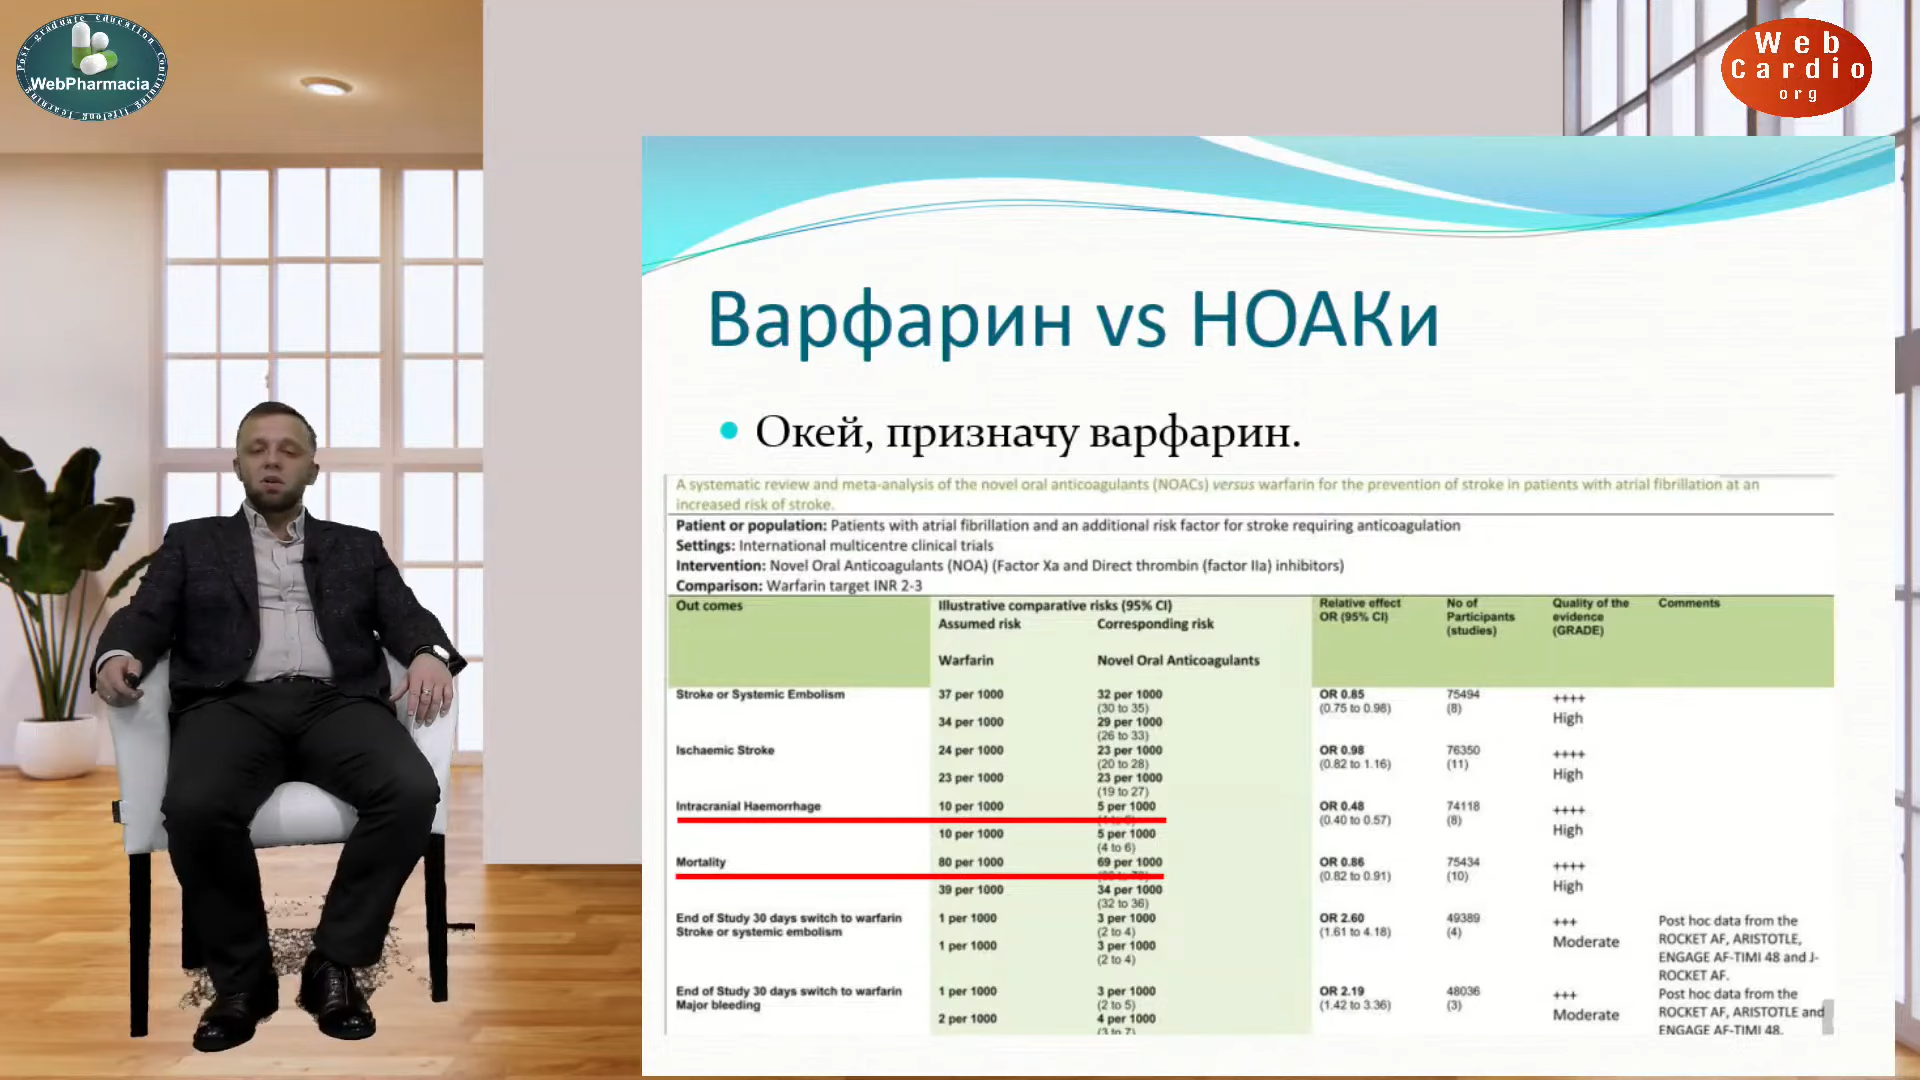 Post graduate education Continuing lifelong learning
WebPharmacia
Web
Cardio
org
Варфарин vs НОАКи
• Окей, призначу варфарин.
A systematic review and meta-analysis of the novel oral anticoagulants (NOACs) versus warfarin for the prevention of stroke in patients with atrial fibrillation at an
increased risk of stroke.
Patient or population: Patients with atrial fibrillation and an additional risk factor for stroke requiring anticoagulation
Settings: International multicentre clinical trials
Intervention: Novel Oral Anticoagulants (NOA) (Factor Xa and Direct thrombin (factor IIa) inhibitors)
Comparison: Warfarin target INR 2-3
Out comes Illustrative comparative risks (95% CI) Relative effect No of Quality of the Comments
OR (95% CI) Participants evidence
Assumed risk Corresponding risk (studies) (GRADE)
Warfarin Novel Oral Anticoagulants
Stroke or Systemic Embolism 37 per 1000 32 per 1000 OR 0.85 75494 ++++
(30 to 35) (0.75 to 0.98) (8)
34 per 1000 29 per 1000 High
(26 to 33)
Ischaemic Stroke 24 per 1000 23 per 1000 OR 0.98 76350 ++++
(20 to 28) (0.82 to 1.16) (11)
23 per 1000 23 per 1000 High
(19 to 27)
Intracranial Haemorrhage 10 per 1000 5 per 1000 OR 0.48 74118 ++++
(0.40 to 0.57) (8)
10 per 1000 5 per 1000 High
(4 to 6)
Mortality 80 per 1000 69 per 1000 OR 0.86 75434 ++++
(0.82 to 0.91) (10)
39 per 1000 34 per 1000 High
(32 to 36)
End of Study 30 days switch to warfarin 1 per 1000 3 per 1000 OR 2.60 49389 +++ Post hoc data from the
Stroke or systemic embolism (2 to 4) (1.61 to 4.18) (4) Moderate ROCKET AF, ARISTOTLE,
1 per 1000 3 per 1000 ENGAGE AF-TIMI 48 and J-
(2 to 4) ROCKET AF.
End of Study 30 days switch to warfarin 1 per 1000 3 per 1000 OR 2.19 48036 +++ Post hoc data from the
Major bleeding (2 to 5) (1.42 to 3.36) (3) Moderate ROCKET AF, ARISTOTLE and
2 per 1000 4 per 1000 ENGAGE AF-TIMI 48.
(3 to 7)